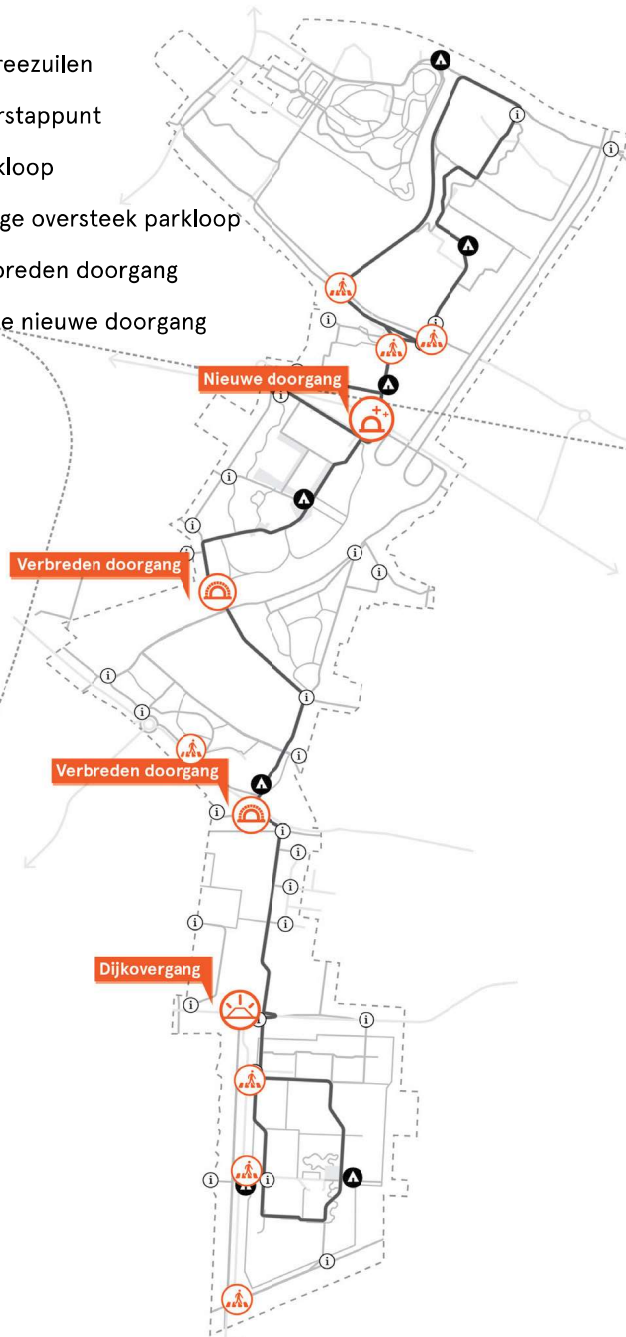 reezuilen
rstappunt
kloop
ge oversteek parkloop
breden doorgang
e nieuwe doorgang
Nieuwe doorgang
Verbreden doorgang
Verbreden doorgang
Dijkovergang